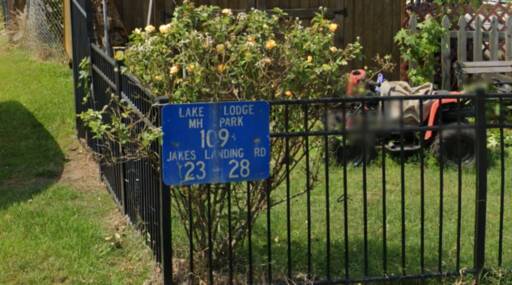 LAKE LODGE
MH PARK
109
JAKES LANDING RD
23 28